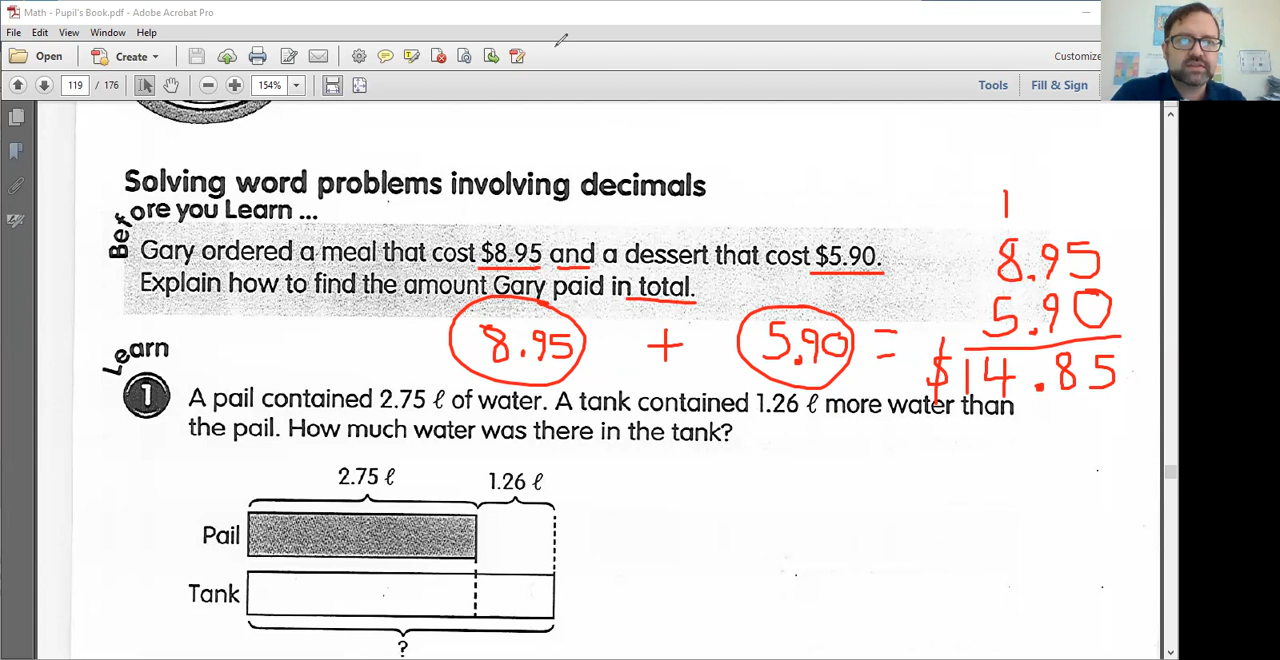 Math - Pupil's Book.pdf - Adobe Acrobat Pro
File Edit View Window Help
Open Create Customize
119 / 176 154% Tools Fill & Sign
Solving word problems involving decimals
Before you Learn ...
Gary ordered a meal that cost $8.95 and a dessert that cost $5.90.
Explain how to find the amount Gary paid in total.
1
8.95
5.90
$14.85
8.95 + 5.90 =
Learn
1 A pail contained 2.75 ℓ of water. A tank contained 1.26 ℓ more water than
the pail. How much water was there in the tank?
2.75 ℓ 1.26 ℓ
Pail
Tank
?